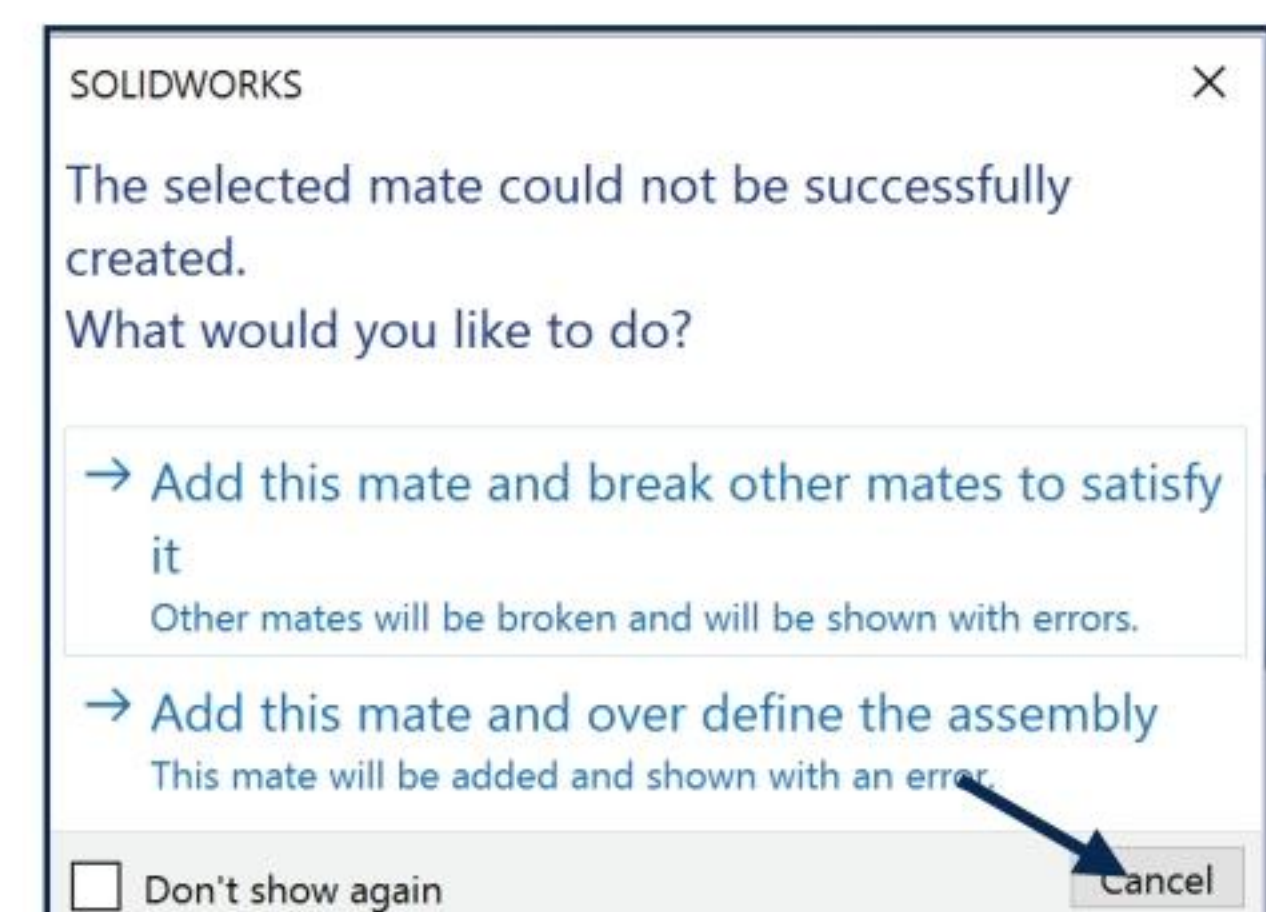 SOLIDWORKS
The selected mate could not be successfully
created.
What would you like to do?
→ Add this mate and break other mates to satisfy
it
Other mates will be broken and will be shown with errors.
→ Add this mate and over define the assembly
This mate will be added and shown with an error.
Don't show again
Cancel